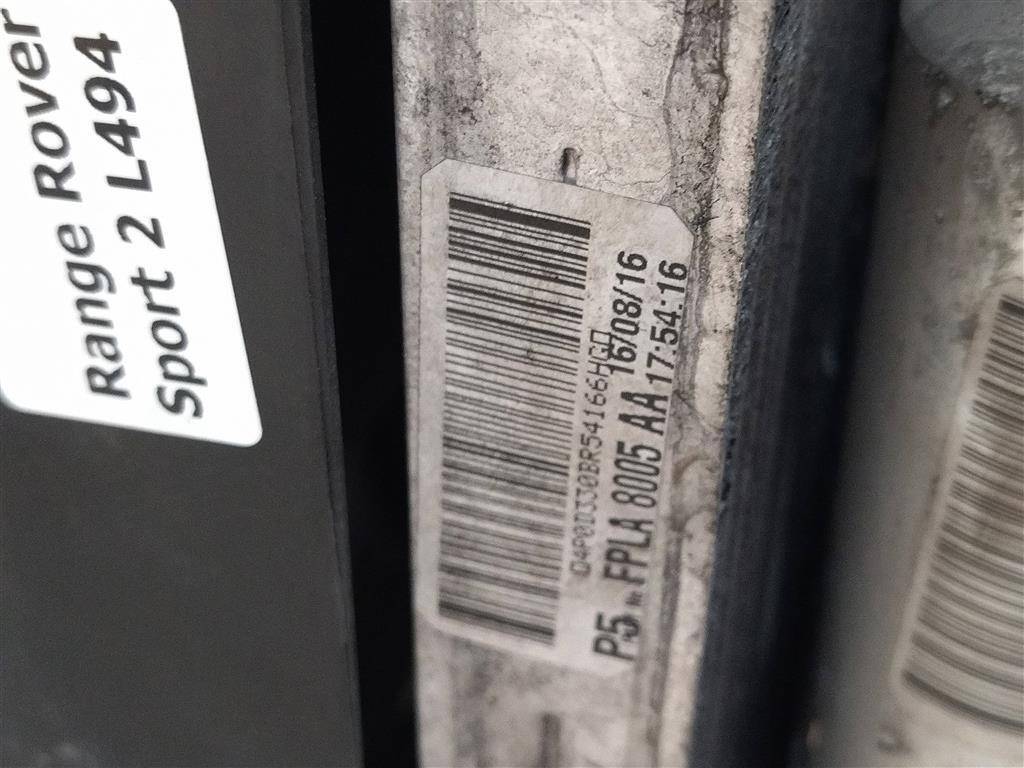 Range Rover
Sport 2 L494
D4P0D330BR54166HGD
16/08/16
P5 FPLA 8005 AA 17:54:16